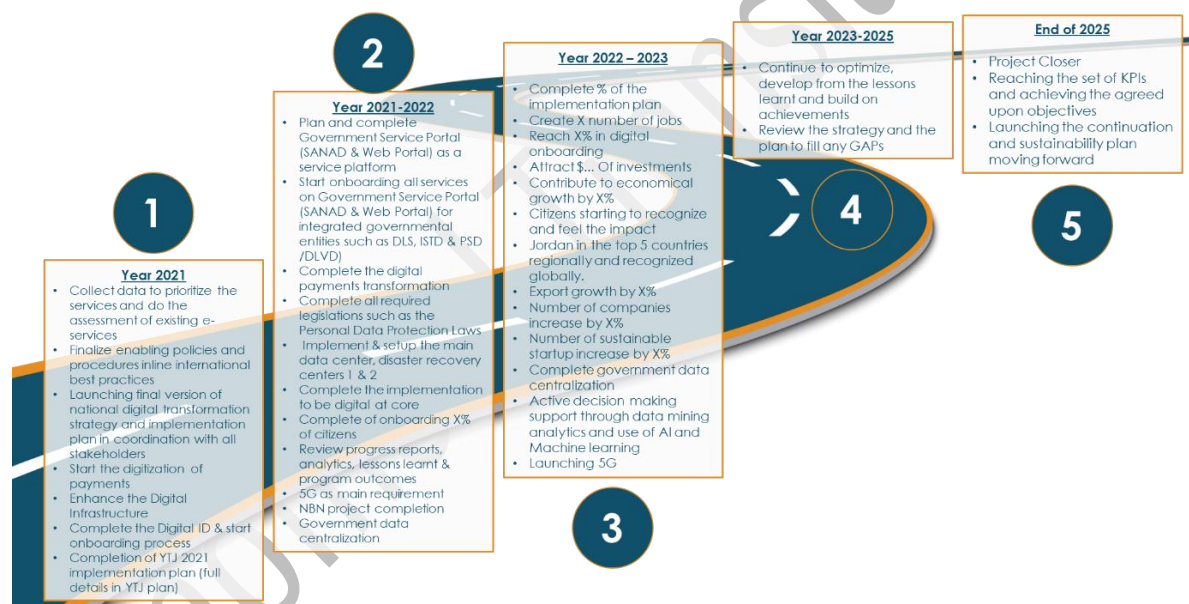 1
Year 2021
• Collect data to prioritize the
services and do the
assessment of existing e-
services
• Finalize enabling policies and
procedures inline international
best practices
• Launching final version of
national digital transformation
strategy and implementation
plan in coordination with all
stakeholders
• Start the digitization of
payments
• Enhance the Digital
Infrastructure
• Complete the Digital ID & start
onboarding process
• Completion of YTJ 2021
implementation plan (full
details in YTJ plan)
2
Year 2021-2022
• Plan and complete
Government Service Portal
(SANAD & Web Portal) as a
service platform
• Start onboarding all services
on Government Service Portal
(SANAD & Web Portal) for
integrated governmental
entities such as DLS, ISTD & PSD
/DLVD)
• Complete the digital
payments transformation
• Complete all required
legislations such as the
Personal Data Protection Laws
• Implement & setup the main
data center, disaster recovery
centers 1 & 2
• Complete the implementation
to be digital at core
• Complete of onboarding X%
of citizens
• Review progress reports,
analytics, lessons learnt &
program outcomes
• 5G as main requirement
• NBN project completion
• Government data
centralization
Year 2022 – 2023
• Complete % of the
implementation plan
• Create X number of jobs
• Reach X% in digital
onboarding
• Attract $... Of investments
• Contribute to economical
growth by X%
• Citizens starting to recognize
and feel the impact
• Jordan in the top 5 countries
regionally and recognized
globally.
• Export growth by X%
• Number of companies
increase by X%
• Number of sustainable
startup increase by X%
• Complete government data
centralization
• Active decision making
support through data mining
analytics and use of AI and
Machine learning
• Launching 5G
3
Year 2023-2025
• Continue to optimize,
develop from the lessons
learnt and build on
achievements
• Review the strategy and the
plan to fill any GAPs
4
End of 2025
• Project Closer
• Reaching the set of KPIs
and achieving the agreed
upon objectives
• Launching the continuation
and sustainability plan
moving forward
5